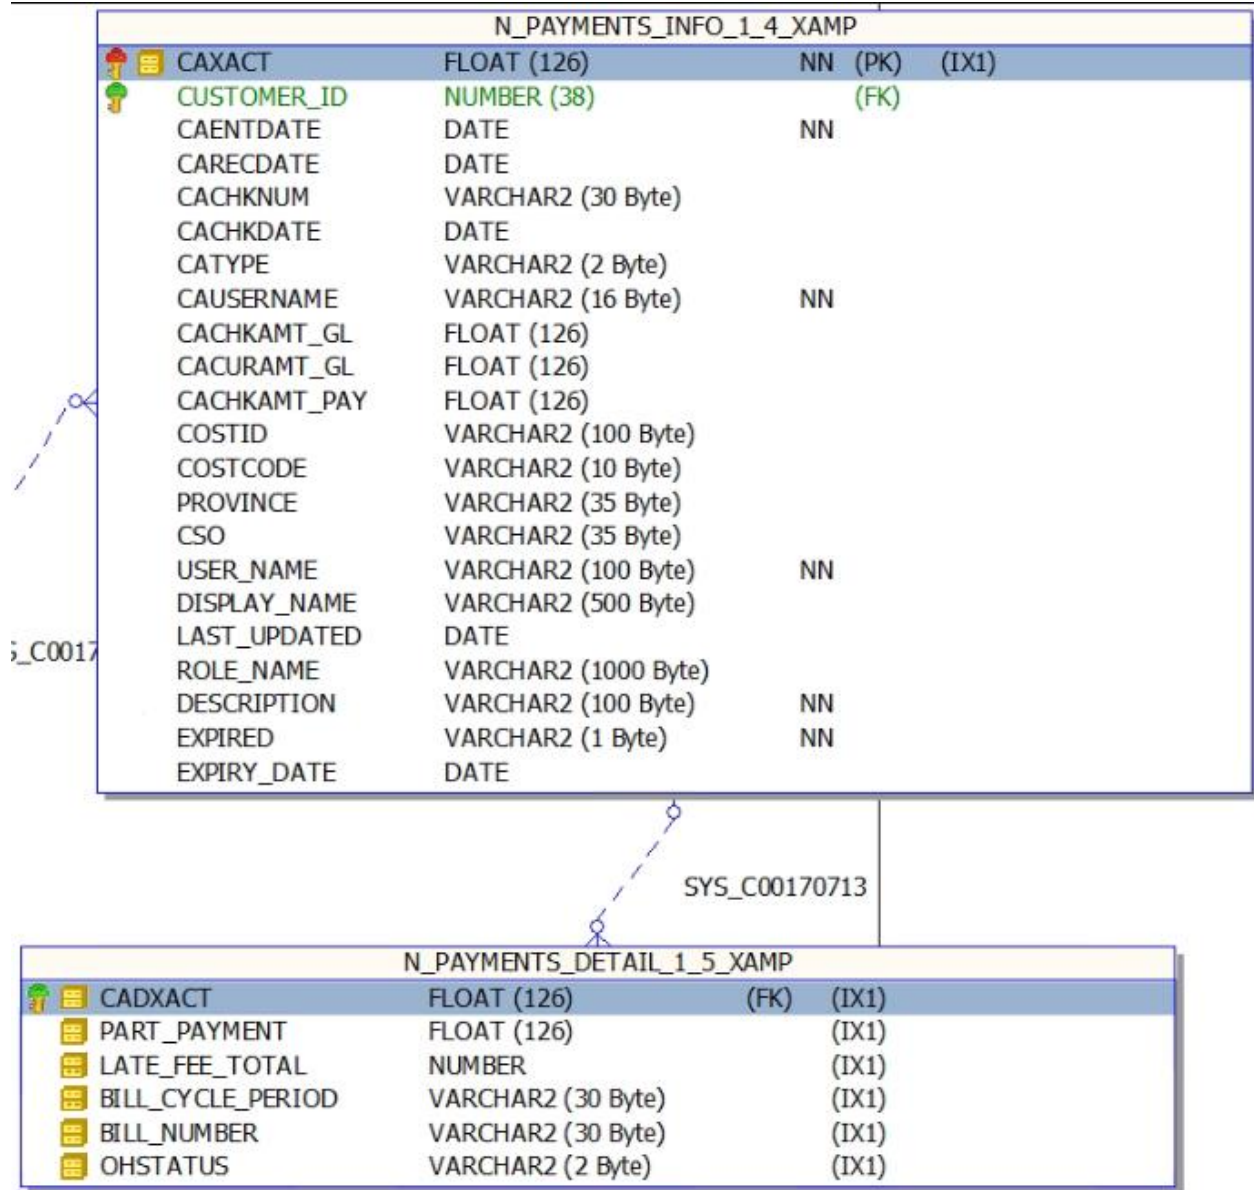 N_PAYMENTS_INFO_1_4_XAMP
CAXACT FLOAT (126) NN (PK) (IX1)
CUSTOMER_ID NUMBER (38) (FK)
CAENTDATE DATE NN
CARECDATE DATE
CACHKNUM VARCHAR2 (30 Byte)
CACHKDATE DATE
CATYPE VARCHAR2 (2 Byte)
CAUSERNAME VARCHAR2 (16 Byte) NN
CACHKAMT_GL FLOAT (126)
CACURAMT_GL FLOAT (126)
CACHKAMT_PAY FLOAT (126)
COSTID VARCHAR2 (100 Byte)
COSTCODE VARCHAR2 (10 Byte)
PROVINCE VARCHAR2 (35 Byte)
CSO VARCHAR2 (35 Byte)
USER_NAME VARCHAR2 (100 Byte) NN
DISPLAY_NAME VARCHAR2 (500 Byte)
LAST_UPDATED DATE
S_C0017
ROLE_NAME VARCHAR2 (1000 Byte)
DESCRIPTION VARCHAR2 (100 Byte) NN
EXPIRED VARCHAR2 (1 Byte) NN
EXPIRY_DATE DATE
SYS_C00170713
N_PAYMENTS_DETAIL_1_5_XAMP
CADXACT FLOAT (126) (FK) (IX1)
PART_PAYMENT FLOAT (126) (IX1)
LATE_FEE_TOTAL NUMBER (IX1)
BILL_CYCLE_PERIOD VARCHAR2 (30 Byte) (IX1)
BILL_NUMBER VARCHAR2 (30 Byte) (IX1)
OHSTATUS VARCHAR2 (2 Byte) (IX1)